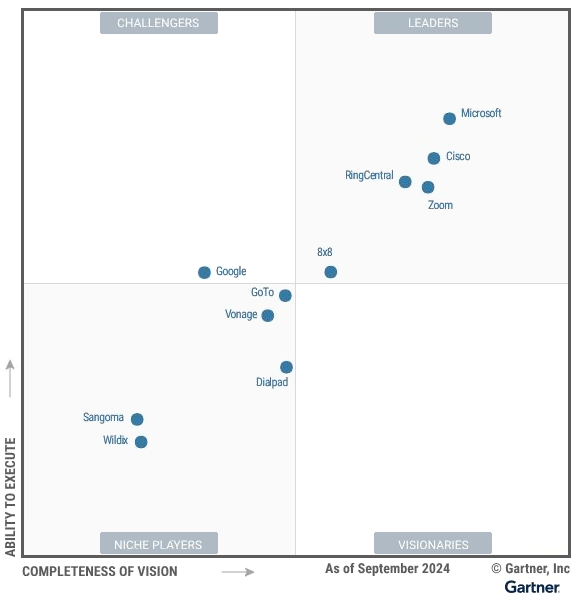 CHALLENGERS
LEADERS
Microsoft
Cisco
RingCentral
Zoom
8x8
Google
GoTo
Vonage
Dialpad
Sangoma
Wildix
NICHE PLAYERS
VISIONARIES
ABILITY TO EXECUTE
COMPLETENESS OF VISION
As of September 2024
© Gartner, Inc
Gartner